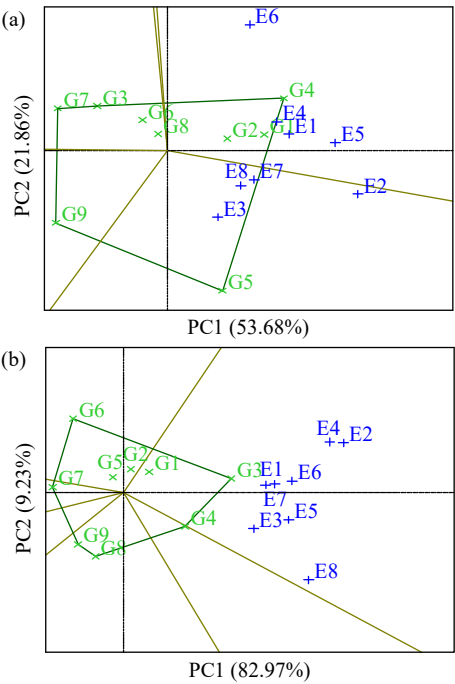 (a)
E6
G7
G3
G4
G6
G8
E4
G2
G1
E1
E5
E8
E7
E2
E3
G9
G5
PC2 (21.86%)
PC1 (53.68%)
(b)
G6
E4
E2
G5
G2
G1
G3
G7
E1
E6
E7
G4
E3
E5
G9
G8
E8
PC2 (9.23%)
PC1 (82.97%)